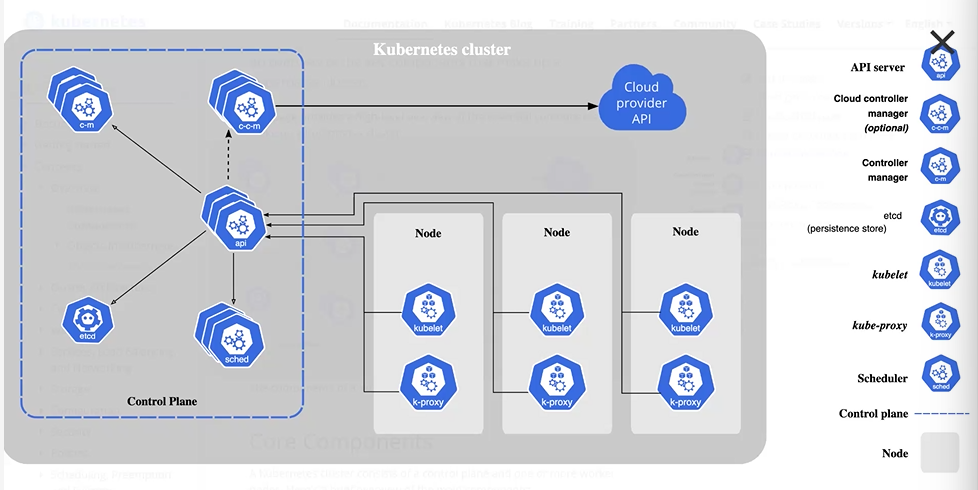 kubernetes
Documentation Kubernetes Blog Training Partners Community Case Studies Versions English
Kubernetes cluster
c-m
c-c-m
Cloud
provider
API
api
etcd
sched
Control Plane
Node
kubelet
k-proxy
Node
kubelet
k-proxy
Node
kubelet
k-proxy
API server
api
Cloud controller
manager
(optional)
c-c-m
Controller
manager
c-m
etcd
(persistence store)
etcd
kubelet
kubelet
kube-proxy
k-proxy
Scheduler
sched
Control plane
Node
Core Components